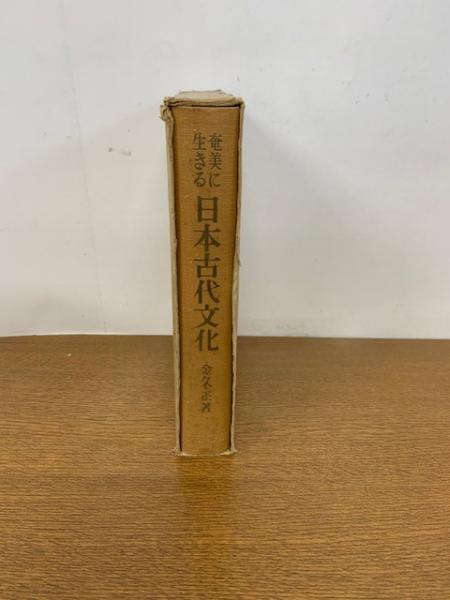 奄美に
生きる
日本古代文化
金久正著